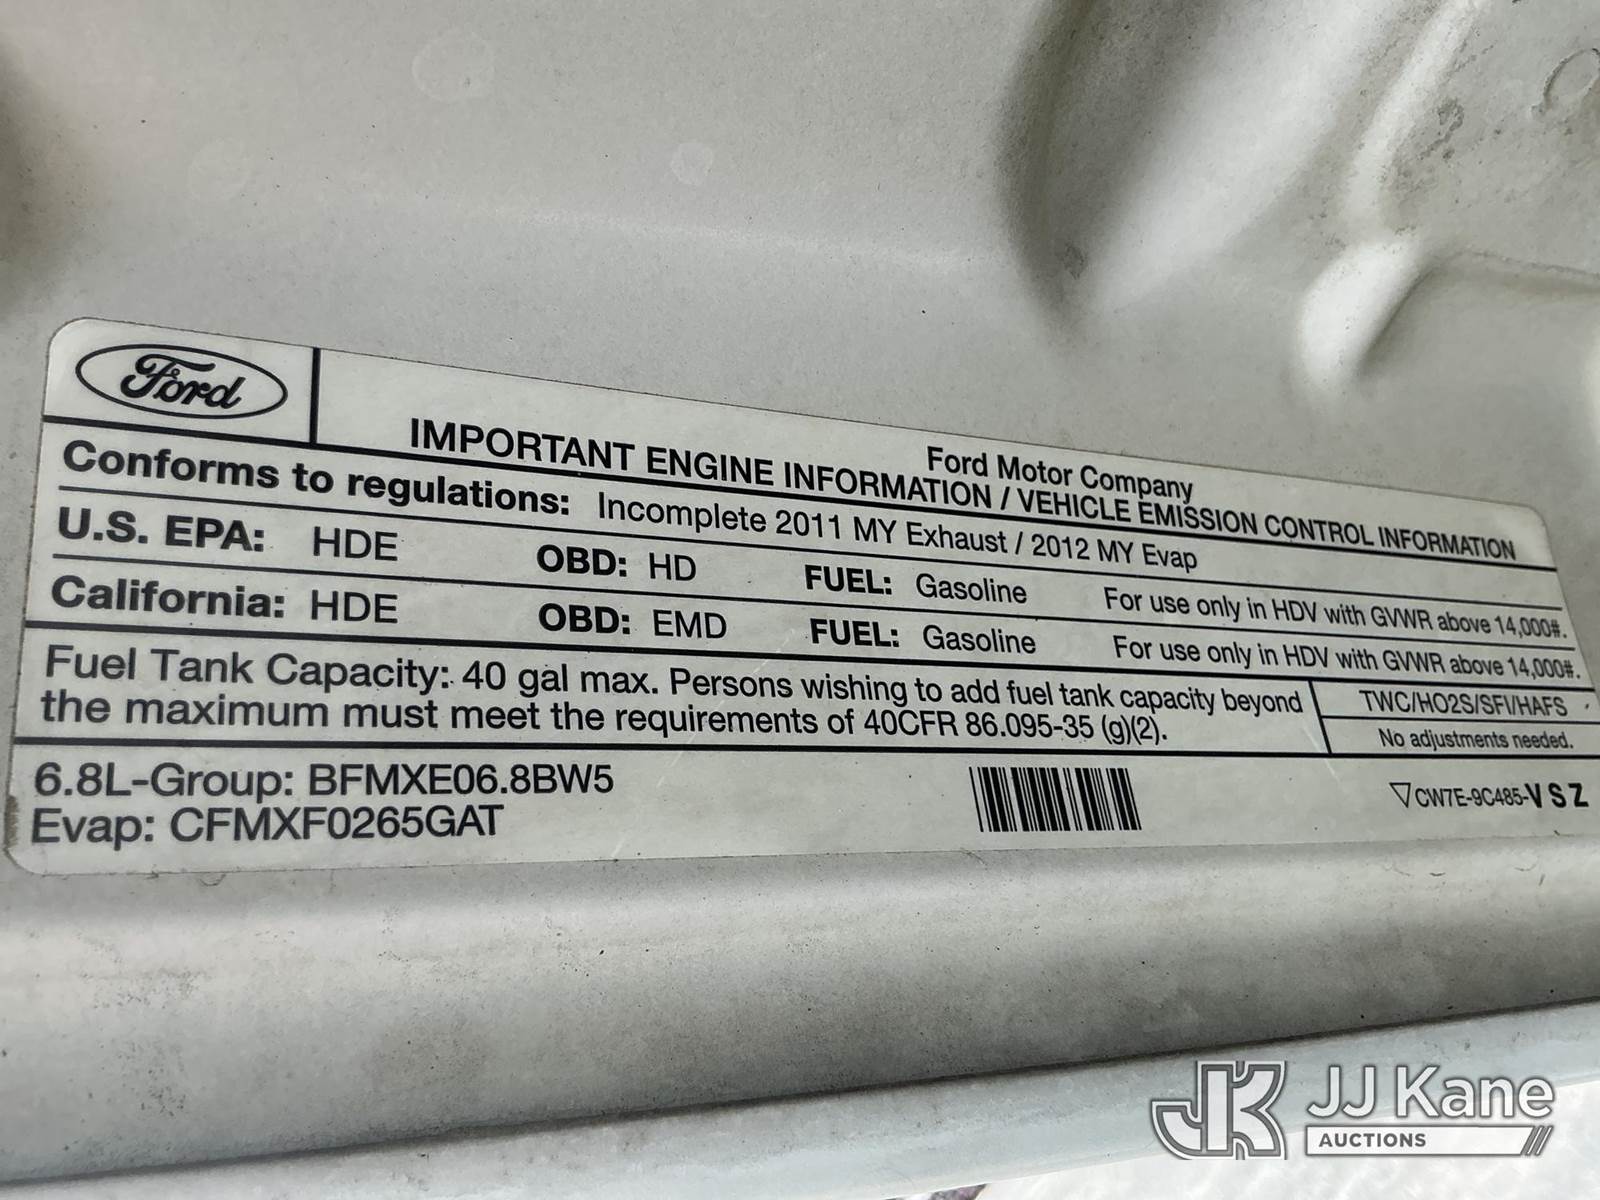 Ford
Ford Motor Company
IMPORTANT ENGINE INFORMATION / VEHICLE EMISSION CONTROL INFORMATION
Conforms to regulations: Incomplete 2011 MY Exhaust / 2012 MY Evap
U.S. EPA: HDE OBD: HD FUEL: Gasoline For use only in HDV with GVWR above 14,000#.
California: HDE OBD: EMD FUEL: Gasoline For use only in HDV with GVWR above 14,000#.
Fuel Tank Capacity: 40 gal max. Persons wishing to add fuel tank capacity beyond
the maximum must meet the requirements of 40CFR 86.095-35 (g)(2).
TWC/HO2S/SFI/HAFS
No adjustments needed.
6.8L-Group: BFMXE06.8BW5
Evap: CFMXF0265GAT
CW7E-9C485-VSZ
JK JJ Kane
AUCTIONS